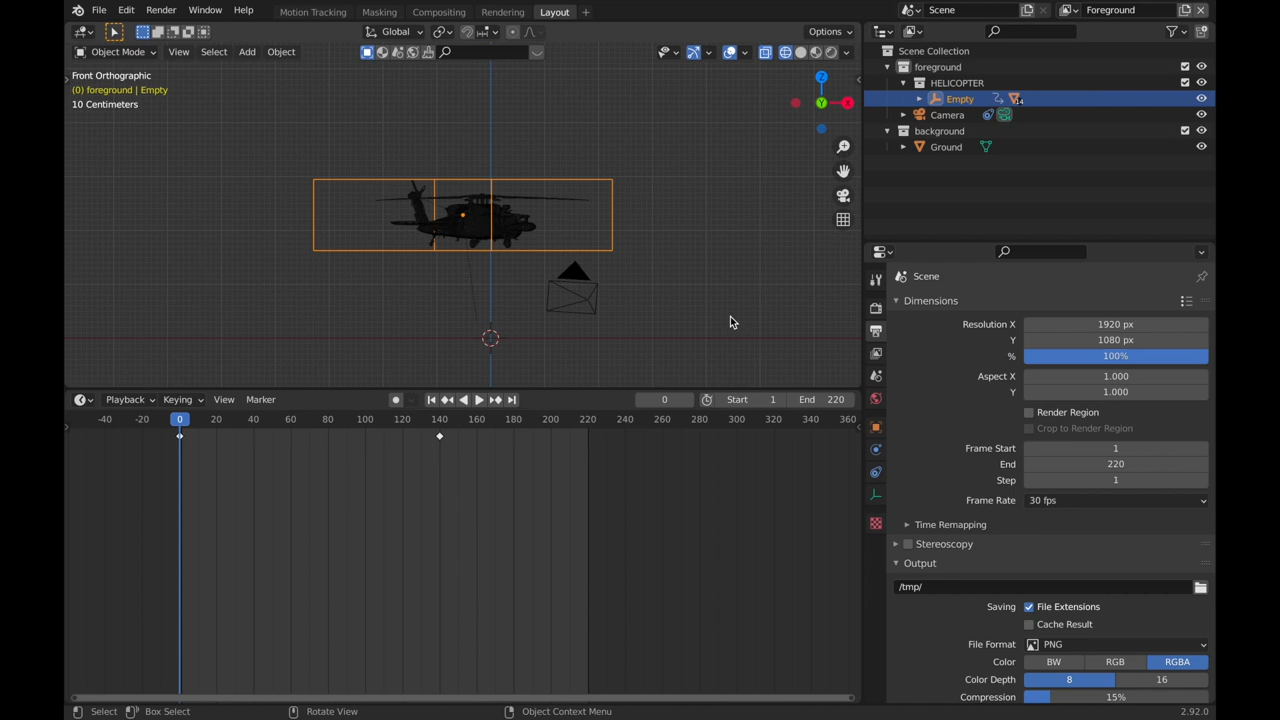 File Edit Render Window Help Motion Tracking Masking Compositing Rendering Layout + Scene Foreground
Global Options
Object Mode View Select Add Object
Front Orthographic
(0) foreground | Empty
10 Centimeters
Z
Y
X
Scene Collection
foreground
HELICOPTER
Empty 14
Camera
background
Ground
Scene
Dimensions
Resolution X 1920 px
Y 1080 px
% 100%
Aspect X 1.000
Y 1.000
Render Region
Crop to Render Region
Frame Start 1
End 220
Step 1
Frame Rate 30 fps
Time Remapping
Stereoscopy
Output
/tmp/
Saving File Extensions
Cache Result
File Format PNG
Color BW RGB RGBA
Color Depth 8 16
Compression 15%
Playback Keying View Marker 0 Start 1 End 220
-40 -20 0 20 40 60 80 100 120 140 160 180 200 220 240 260 280 300 320 340 360
Select Box Select Rotate View Object Context Menu 2.92.0